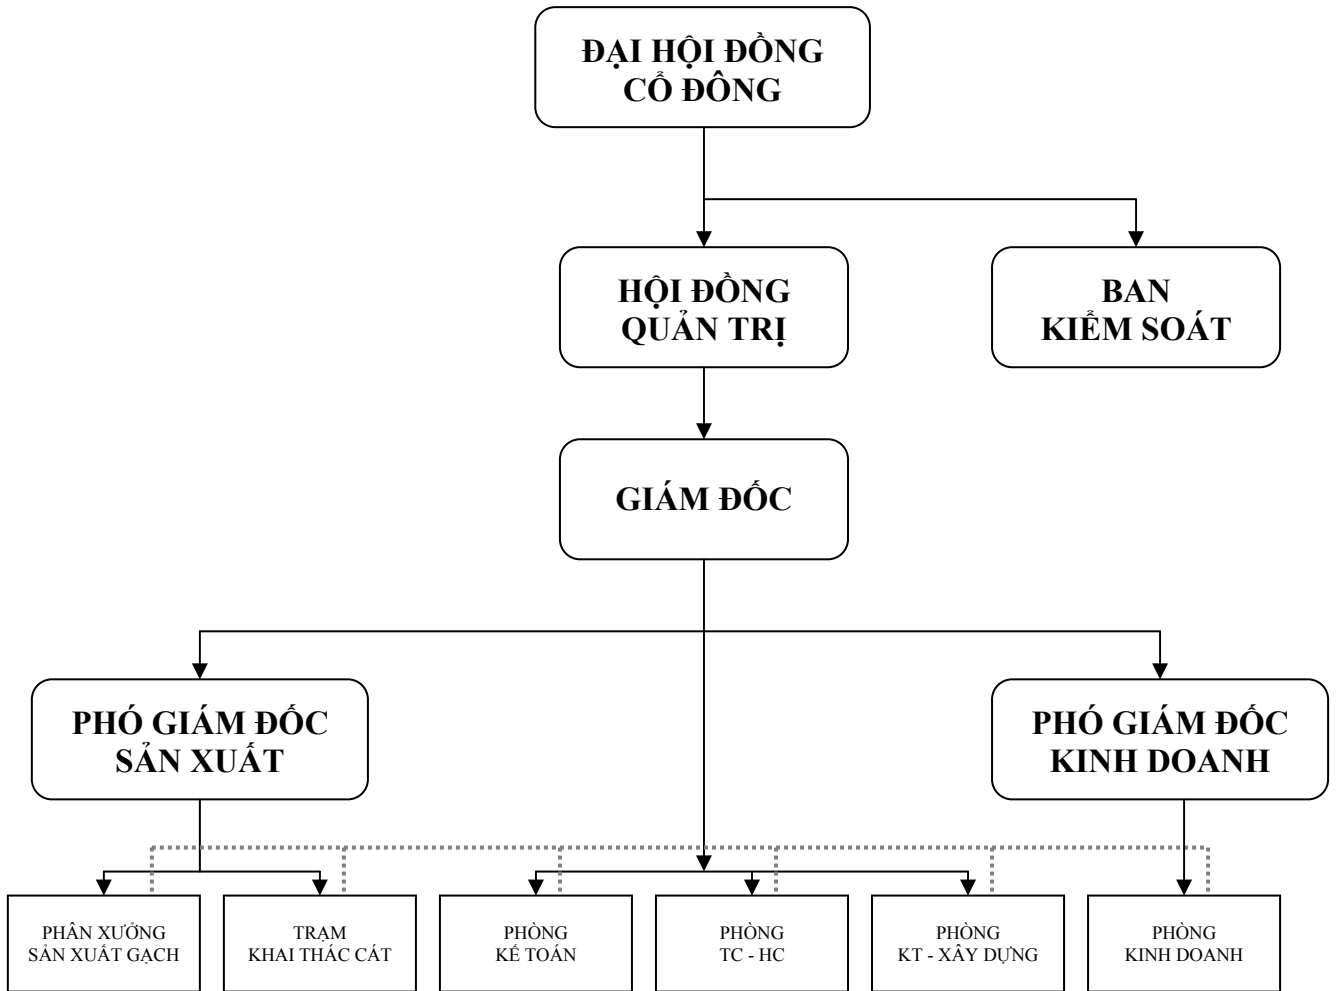 ĐẠI HỘI ĐỒNG
CỔ ĐÔNG
HỘI ĐỒNG
QUẢN TRỊ
BAN
KIỂM SOÁT
GIÁM ĐỐC
PHÓ GIÁM ĐỐC
SẢN XUẤT
PHÓ GIÁM ĐỐC
KINH DOANH
PHÂN XƯỞNG
SẢN XUẤT GẠCH
TRẠM
KHAI THÁC CÁT
PHÒNG
KẾ TOÁN
PHÒNG
TC - HC
PHÒNG
KT - XÂY DỰNG
PHÒNG
KINH DOANH